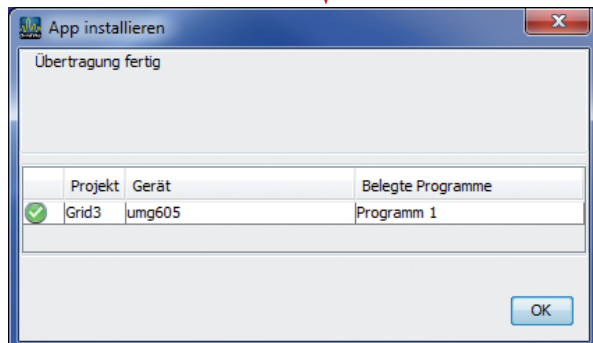 App installieren
Übertragung fertig
Projekt Gerät Belegte Programme
Grid3 umg605 Programm 1
OK